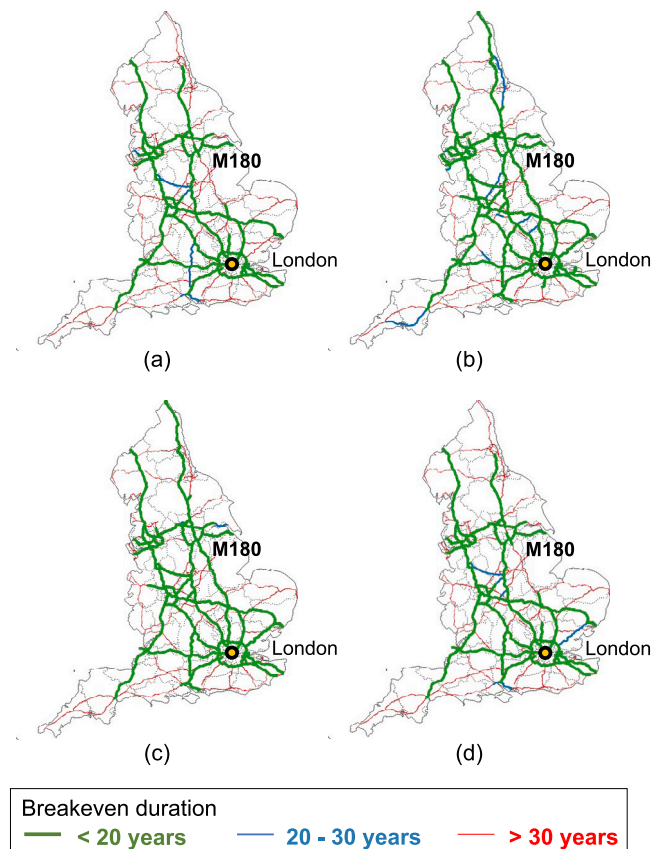 M180
London
(a)
M180
London
(b)
M180
London
(c)
M180
London
(d)
Breakeven duration
< 20 years
20 - 30 years
> 30 years